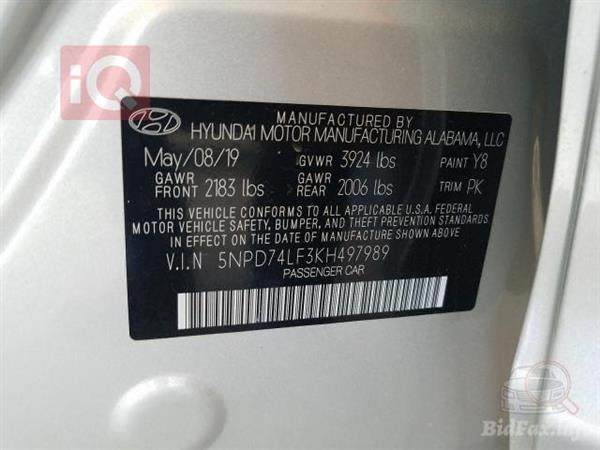 iQ
MANUFACTURED BY
HYUNDAI MOTOR MANUFACTURING ALABAMA, LLC
May/08/19 GVWR 3924 lbs PAINT Y8
GAWR FRONT 2183 lbs GAWR REAR 2006 lbs TRIM PK
THIS VEHICLE CONFORMS TO ALL APPLICABLE U.S.A. FEDERAL
MOTOR VEHICLE SAFETY, BUMPER, AND THEFT PREVENTION STANDARDS
IN EFFECT ON THE DATE OF MANUFACTURE SHOWN ABOVE.
V.I.N 5NPD74LF3KH497989
PASSENGER CAR
BidFax.info